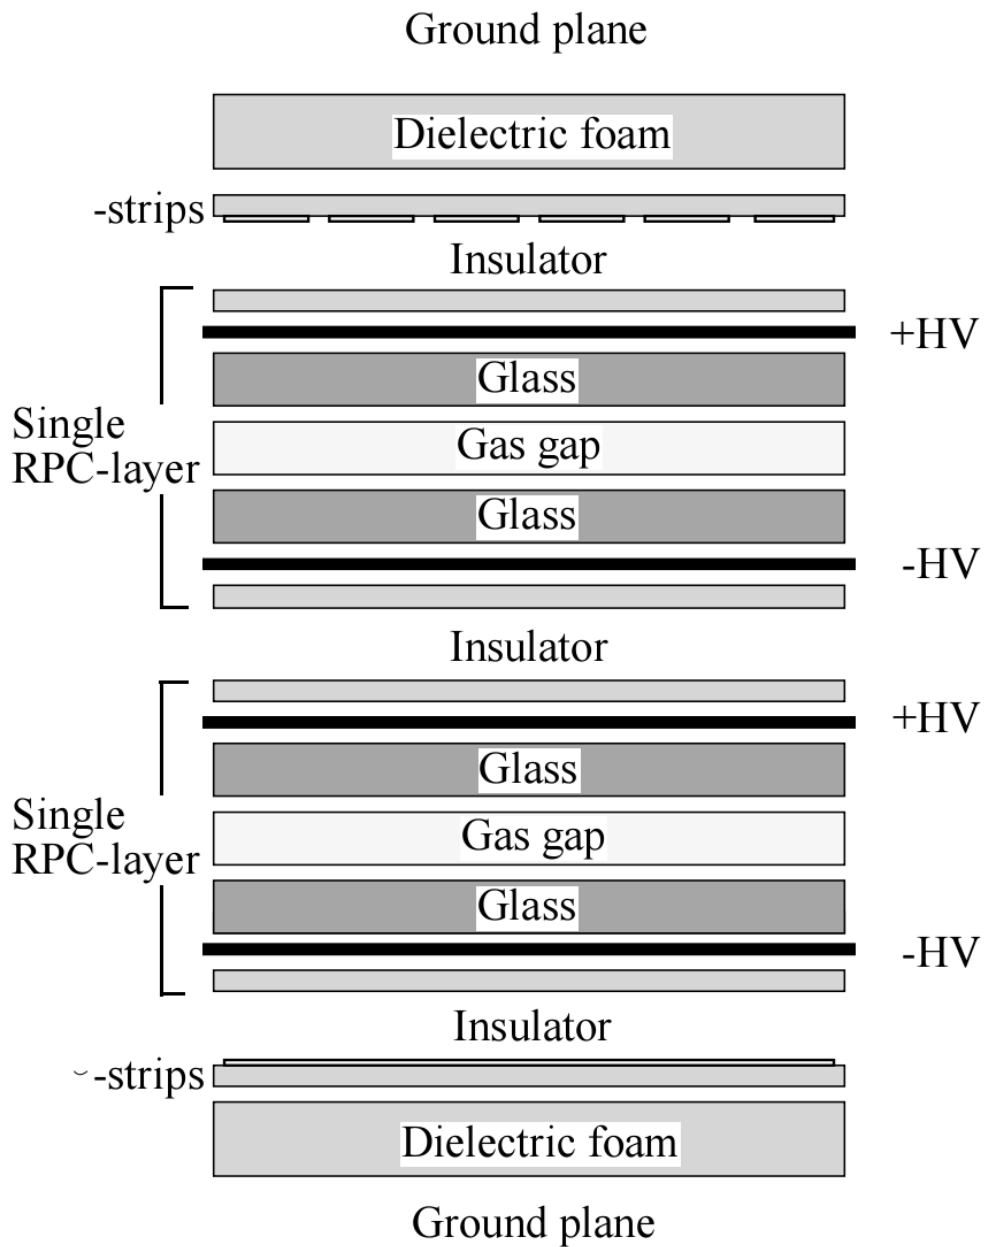 Ground plane
Dielectric foam
-strips
Insulator
+HV
Glass
Single
RPC-layer
Gas gap
Glass
-HV
Insulator
+HV
Glass
Single
RPC-layer
Gas gap
Glass
-HV
Insulator
-strips
Dielectric foam
Ground plane